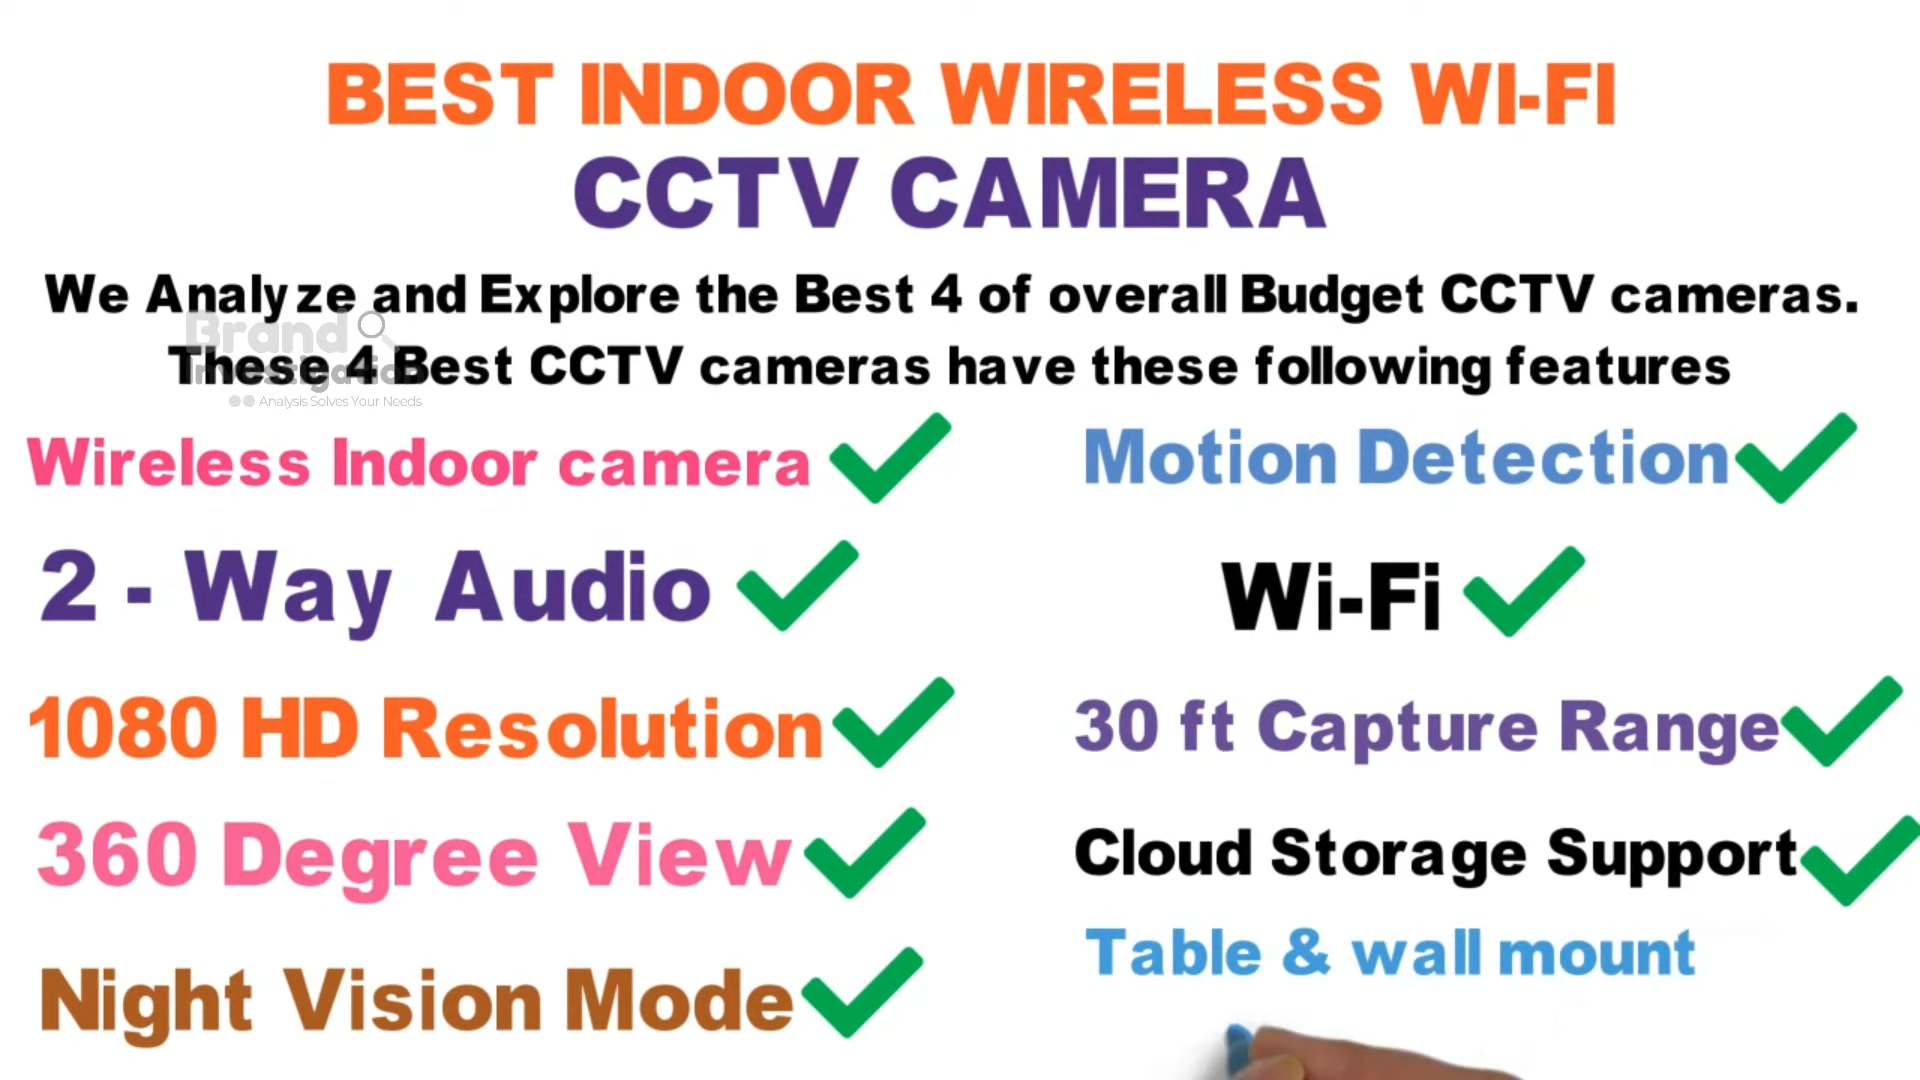 BEST INDOOR WIRELESS WI-FI
CCTV CAMERA
We Analyze and Explore the Best 4 of overall Budget CCTV cameras.
Brand
These 4 Best CCTV cameras have these following features
Investigation
Analysis Solves Your Needs
Wireless Indoor camera
Motion Detection
2 - Way Audio
Wi-Fi
1080 HD Resolution
30 ft Capture Range
360 Degree View
Cloud Storage Support
Table & wall mount
Night Vision Mode